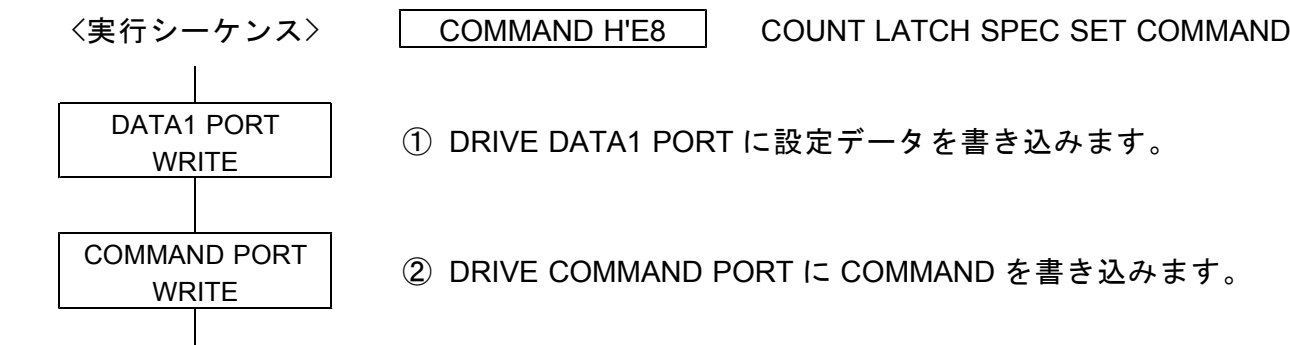 〈実行シーケンス〉 COMMAND H'E8 COUNT LATCH SPEC SET COMMAND
DATA1 PORT
WRITE
① DRIVE DATA1 PORT に設定データを書き込みます。
COMMAND PORT
WRITE
② DRIVE COMMAND PORT に COMMAND を書き込みます。